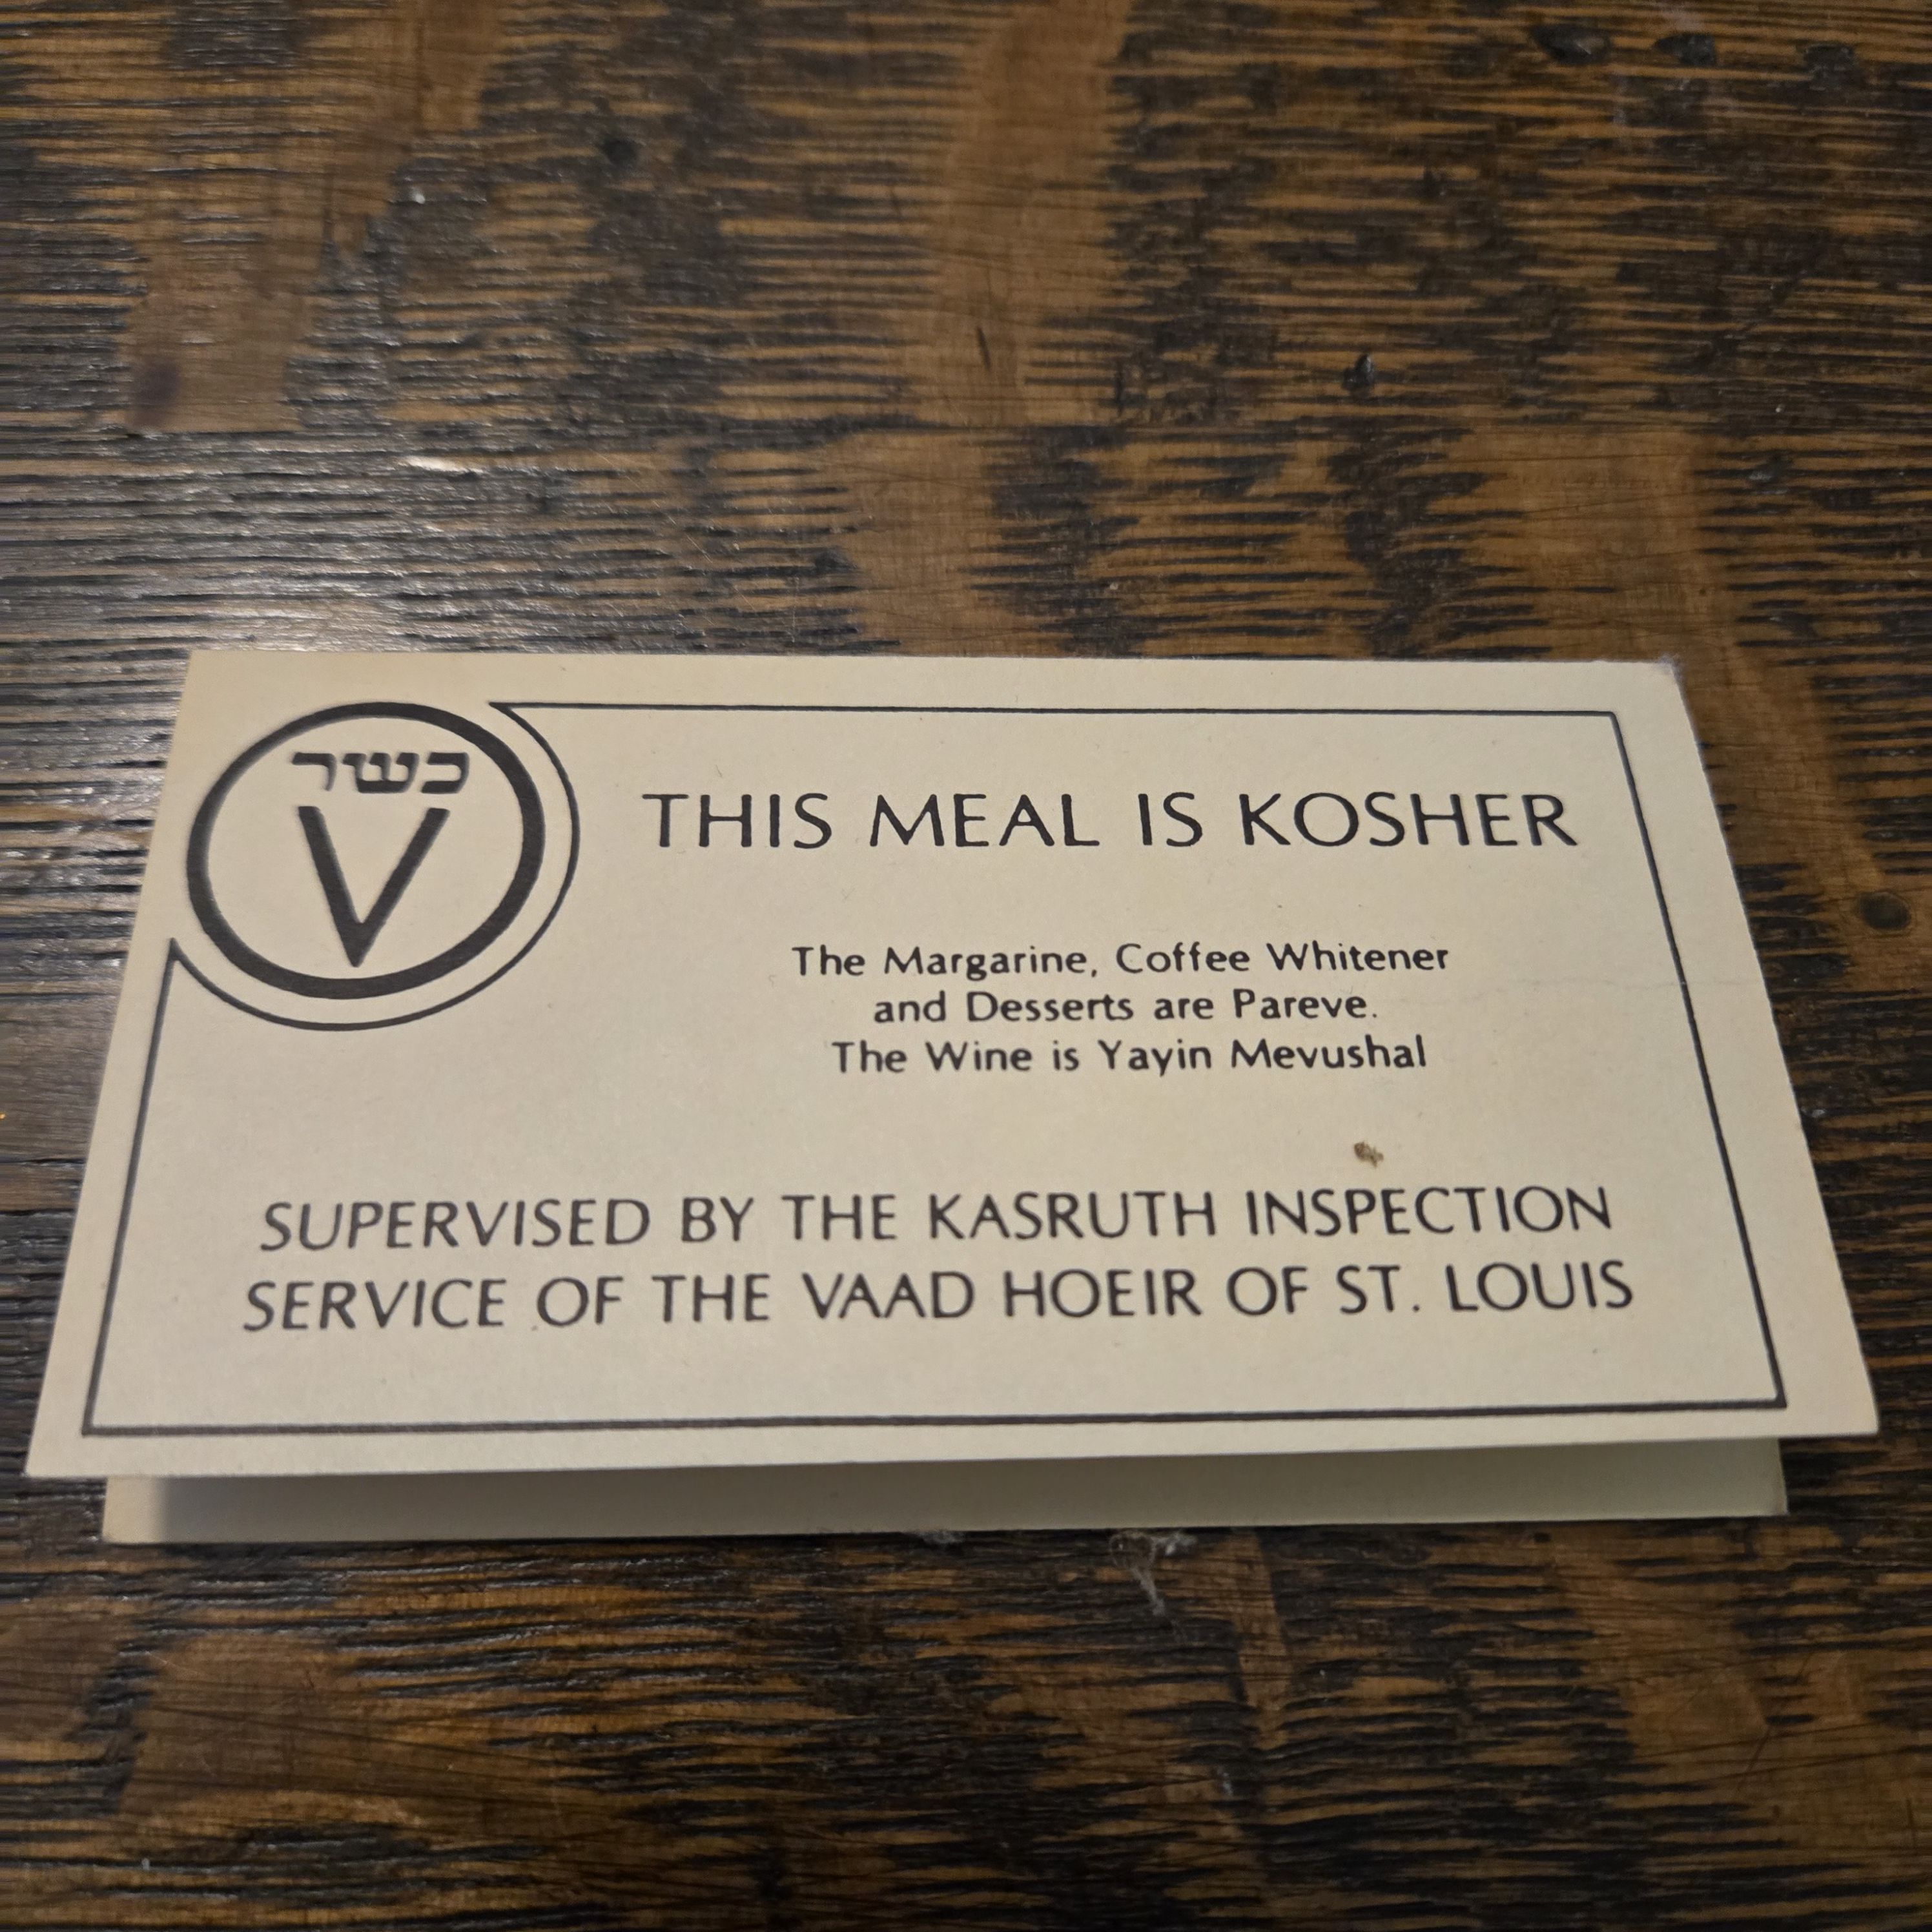 כשר
V
THIS MEAL IS KOSHER
The Margarine, Coffee Whitener
and Desserts are Pareve.
The Wine is Yayin Mevushal
SUPERVISED BY THE KASRUTH INSPECTION
SERVICE OF THE VAAD HOEIR OF ST. LOUIS